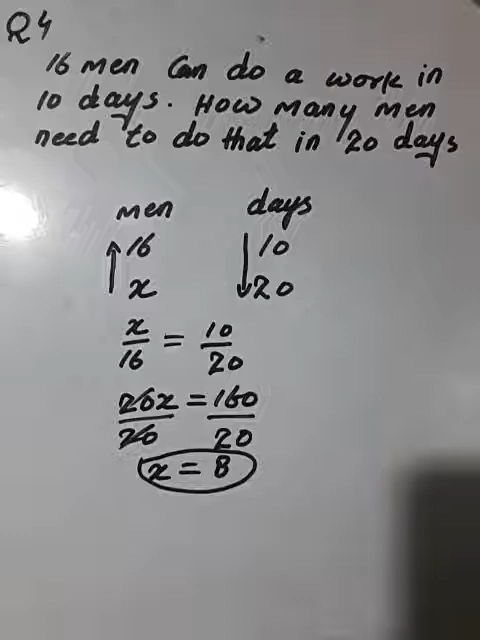 Q4
16 men Can do a work in
10 days. How many men
need to do that in 20 days
men days
↑16 ↓10
x 20
x/16 = 10/20
20x/20 = 160/20
x = 8